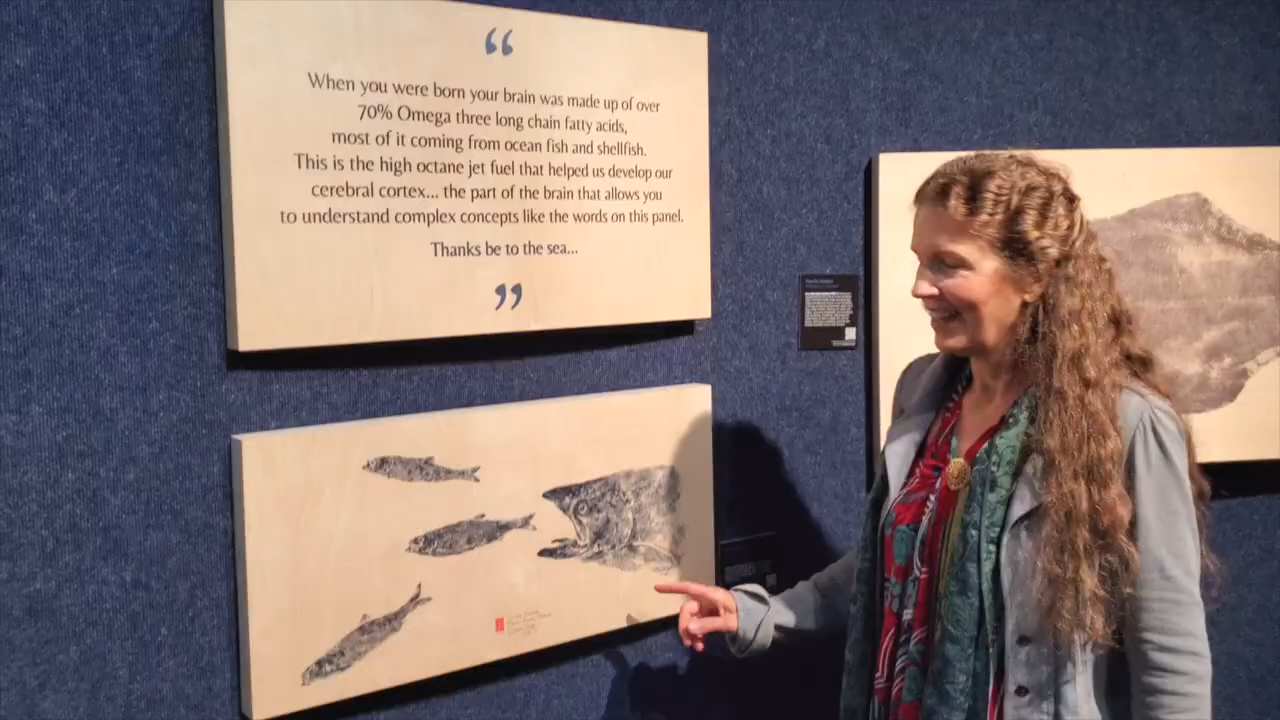 “
When you were born your brain was made up of over
70% Omega three long chain fatty acids,
most of it coming from ocean fish and shellfish.
This is the high octane jet fuel that helped us develop our
cerebral cortex... the part of the brain that allows you
to understand complex concepts like the words on this panel.
Thanks be to the sea...
”